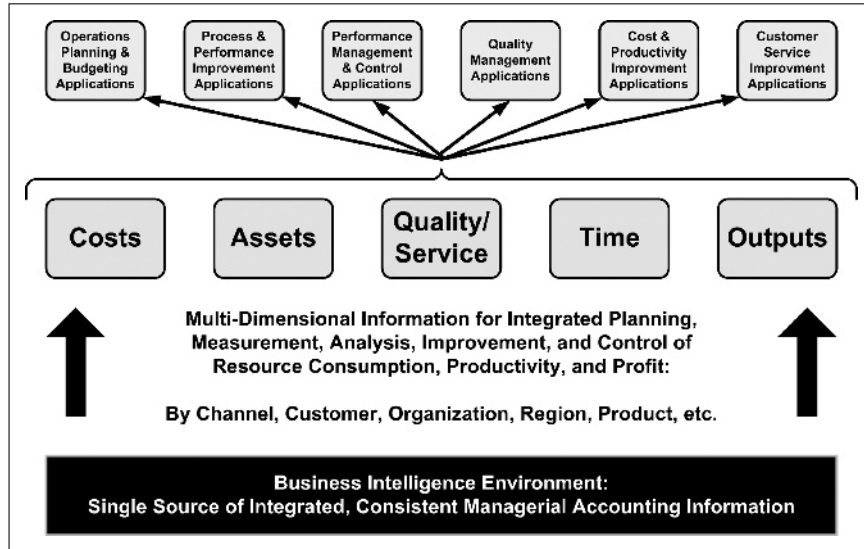 Operations
Planning &
Budgeting
Applications
Process &
Performance
Improvement
Applications
Performance
Management
& Control
Applications
Quality
Management
Applications
Cost &
Productivity
Improvment
Applications
Customer
Service
Improvment
Applications
Costs
Assets
Quality/
Service
Time
Outputs
Multi-Dimensional Information for Integrated Planning,
Measurement, Analysis, Improvement, and Control of
Resource Consumption, Productivity, and Profit:
By Channel, Customer, Organization, Region, Product, etc.
Business Intelligence Environment:
Single Source of Integrated, Consistent Managerial Accounting Information